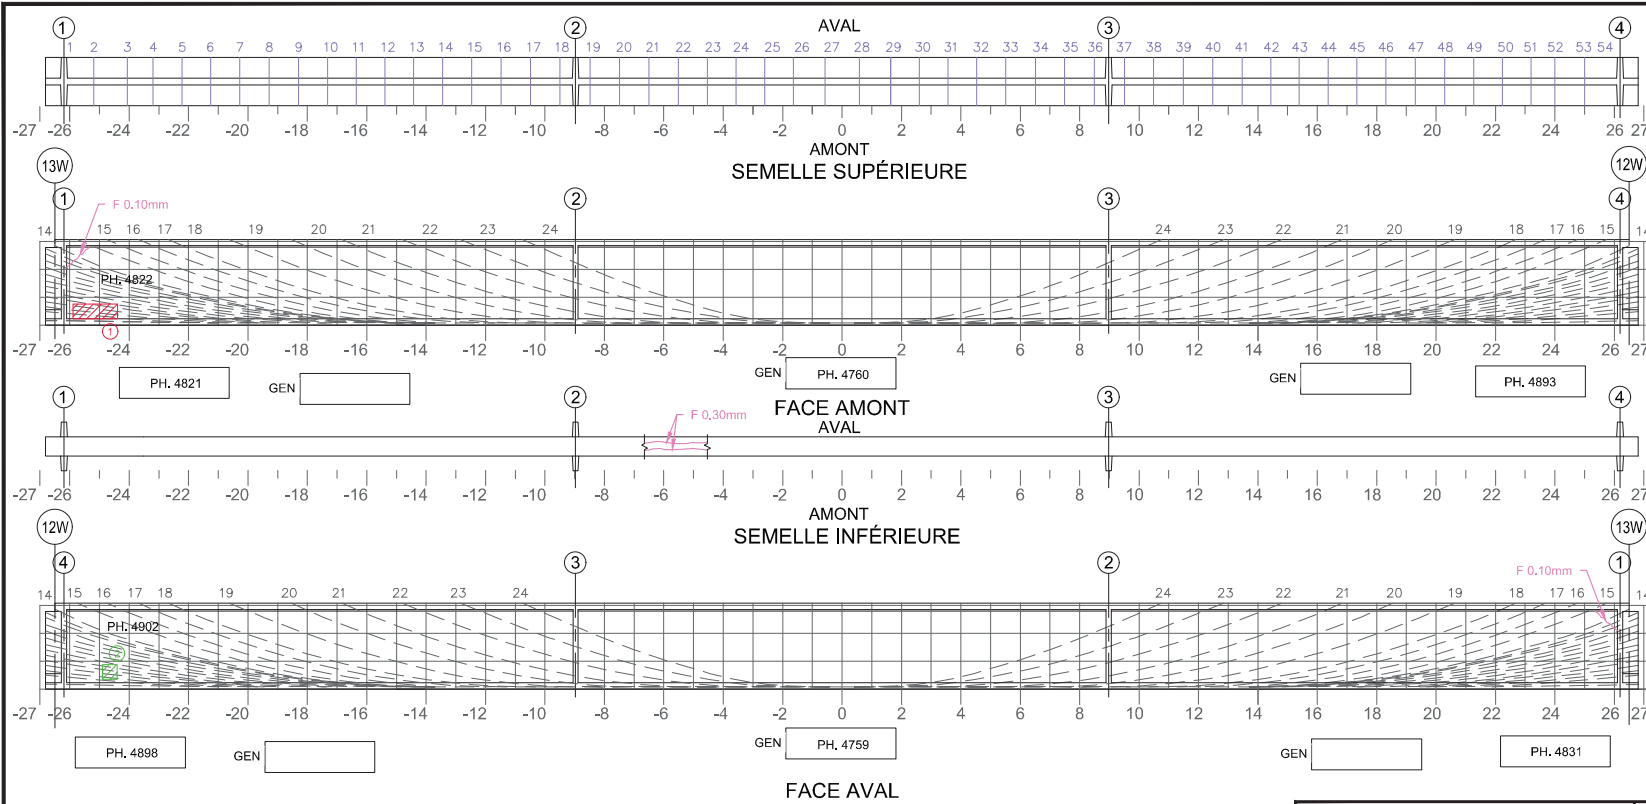 AVAL
1 2 3 4
1 2 3 4 5 6 7 8 9 10 11 12 13 14 15 16 17 18 19 20 21 22 23 24 25 26 27 28 29 30 31 32 33 34 35 36 37 38 39 40 41 42 43 44 45 46 47 48 49 50 51 52 53 54
-27 -26 -24 -22 -20 -18 -16 -14 -12 -10 -8 -6 -4 -2 0 2 4 6 8 10 12 14 16 18 20 22 24 26 27
AMONT
SEMELLE SUPÉRIEURE
13W 12W
1 2 3 4
F 0.10mm
14 15 16 17 18 19 20 21 22 23 24 24 23 22 21 20 19 18 17 16 15 14
PH. 4822
1
-27 -26 -24 -22 -20 -18 -16 -14 -12 -10 -8 -6 -4 -2 0 2 4 6 8 10 12 14 16 18 20 22 24 26 27
PH. 4821 GEN GEN PH. 4760 GEN PH. 4893
FACE AMONT
1 2 3 4
AVAL
F 0.30mm
-27 -26 -24 -22 -20 -18 -16 -14 -12 -10 -8 -6 -4 -2 0 2 4 6 8 10 12 14 16 18 20 22 24 26 27
AMONT
SEMELLE INFÉRIEURE
12W 13W
4 3 2 1
F 0.10mm
14 15 16 17 18 19 20 21 22 23 24 24 23 22 21 20 19 18 17 16 15 14
PH. 4902
-27 -26 -24 -22 -20 -18 -16 -14 -12 -10 -8 -6 -4 -2 0 2 4 6 8 10 12 14 16 18 20 22 24 26 27
PH. 4898 GEN GEN PH. 4759 GEN PH. 4831
FACE AVAL